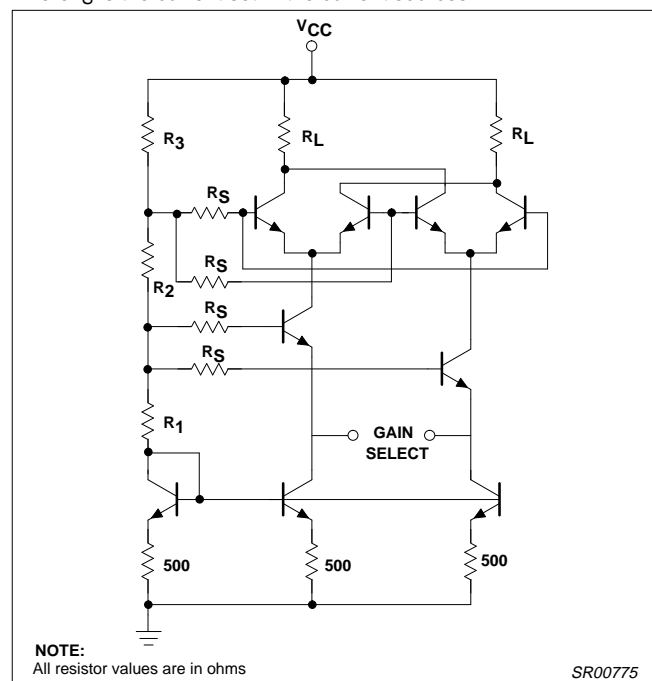 VCC
R3
RL
RL
RS
R2
RS
RS
RS
R1
GAIN
SELECT
500
500
500
NOTE:
All resistor values are in ohms
SR00775